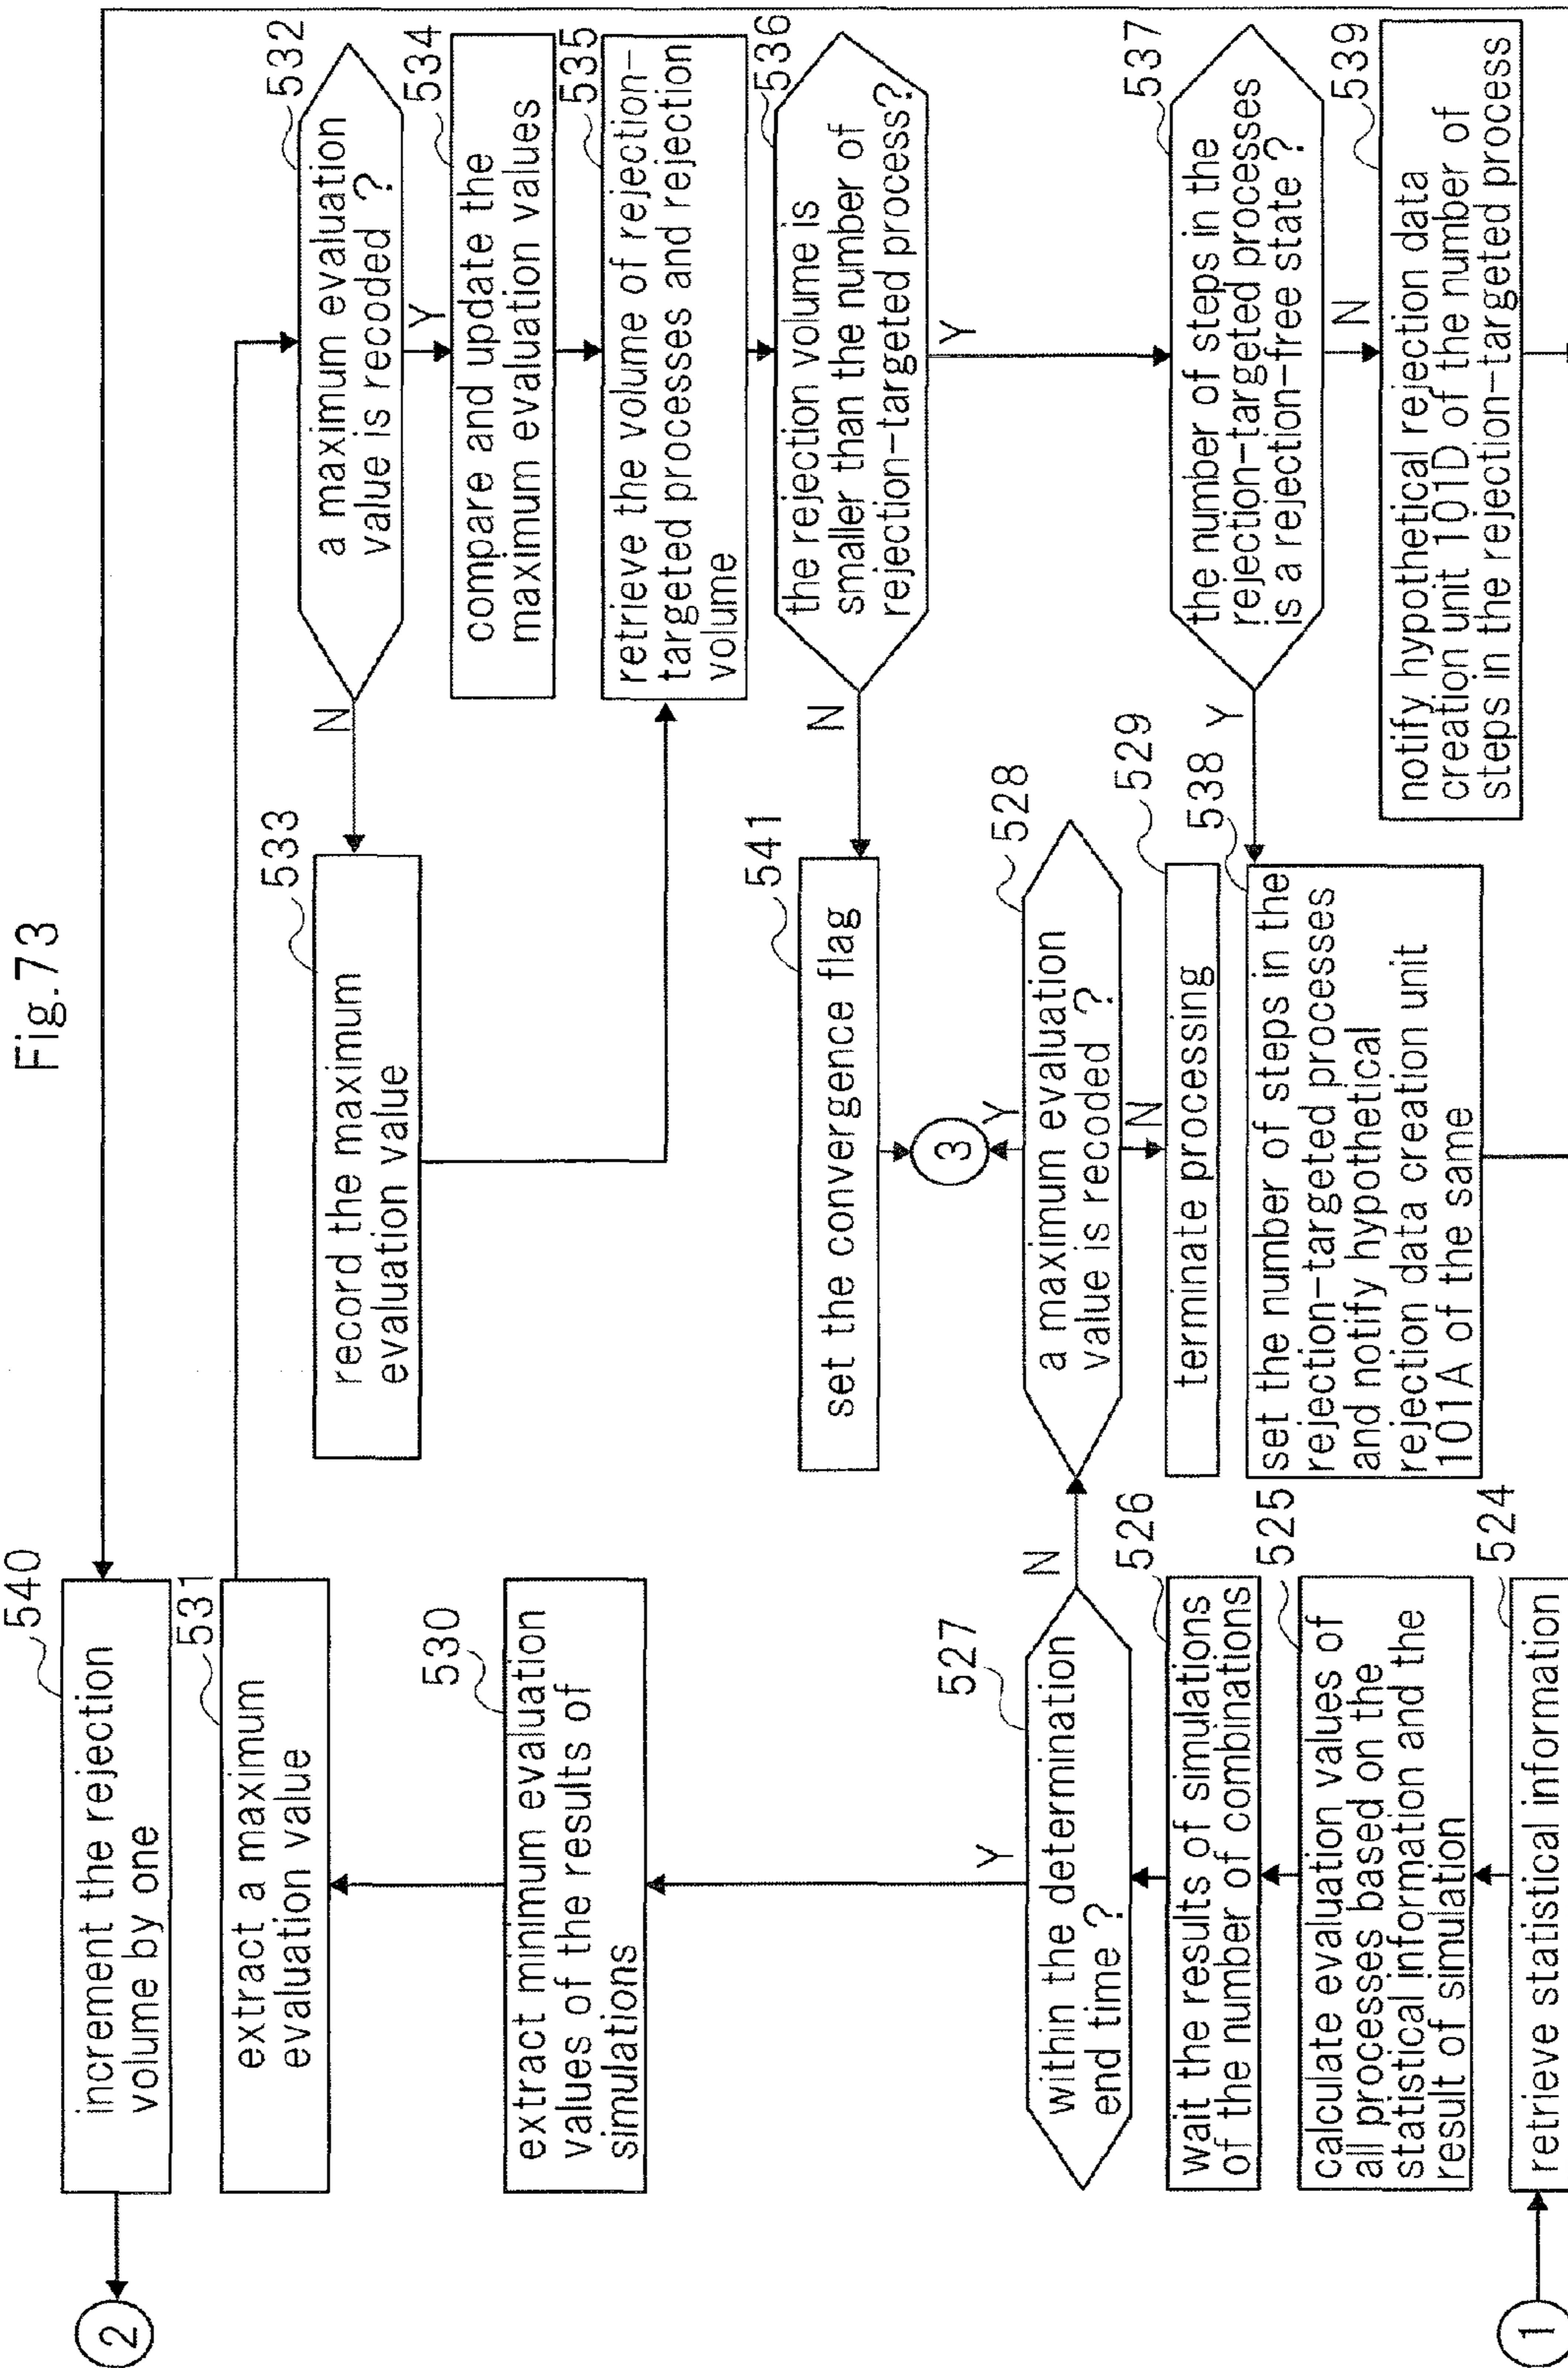 Fig.73
540
increment the rejection
volume by one
2
531
extract a maximum
evaluation value
530
extract minimum evaluation
values of the results of
simulations
527
within the determination
end time ?
Y
N
526
wait the results of simulations
of the number of combinations
525
calculate evaluation values of
all processes based on the
statistical information and the
result of simulation
524
retrieve statistical information
1
533
record the maximum
evaluation value
541
set the convergence flag
3
Y
528
a maximum evaluation
value is recoded ?
N
529
terminate processing
538
set the number of steps in the
rejection-targeted processes
and notify hypothetical
rejection data creation unit
101A of the same
532
a maximum evaluation
value is recoded ?
N
Y
534
compare and update the
maximum evaluation values
535
retrieve the volume of rejection-
targeted processes and rejection
volume
536
the rejection volume is
smaller than the number of
rejection-targeted process?
N
Y
537
the number of steps in the
rejection-targeted processes
is a rejection-free state ?
Y
N
539
notify hypothetical rejection data
creation unit 101D of the number of
steps in the rejection-targeted process